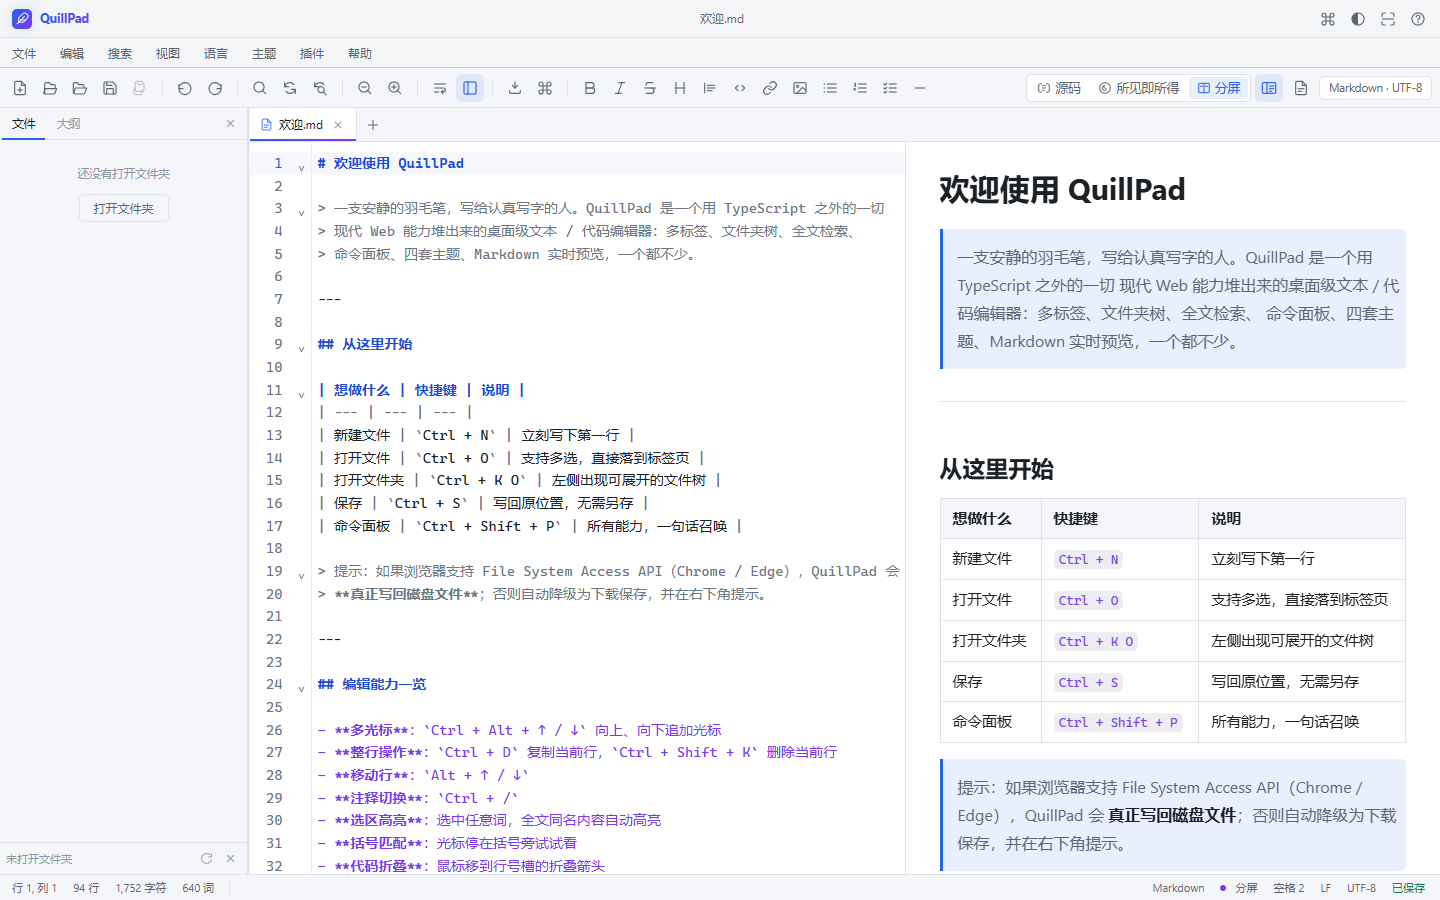 QuillPad
欢迎.md
文件 编辑 搜索 视图 语言 主题 插件 帮助
源码 所见即所得 分屏 Markdown · UTF-8
文件 大纲
欢迎.md
还没有打开文件夹
打开文件夹
1 # 欢迎使用 QuillPad
2
3 > 一支安静的羽毛笔，写给认真写字的人。QuillPad 是一个用 TypeScript 之外的一切
4 > 现代 Web 能力堆出来的桌面级文本 / 代码编辑器：多标签、文件夹树、全文检索、
5 > 命令面板、四套主题、Markdown 实时预览，一个都不少。
6
7 ---
8
9 ## 从这里开始
10
11 | 想做什么 | 快捷键 | 说明 |
12 | --- | --- | --- |
13 | 新建文件 | `Ctrl + N` | 立刻写下第一行 |
14 | 打开文件 | `Ctrl + O` | 支持多选，直接落到标签页 |
15 | 打开文件夹 | `Ctrl + K O` | 左侧出现可展开的文件树 |
16 | 保存 | `Ctrl + S` | 写回原位置，无需另存 |
17 | 命令面板 | `Ctrl + Shift + P` | 所有能力，一句话召唤 |
18
19 > 提示：如果浏览器支持 File System Access API（Chrome / Edge），QuillPad 会
20 > **真正写回磁盘文件**；否则自动降级为下载保存，并在右下角提示。
21
22 ---
23
24 ## 编辑能力一览
25
26 - **多光标**：`Ctrl + Alt + ↑ / ↓` 向上、向下追加光标
27 - **整行操作**：`Ctrl + D` 复制当前行，`Ctrl + Shift + K` 删除当前行
28 - **移动行**：`Alt + ↑ / ↓`
29 - **注释切换**：`Ctrl + /`
30 - **选区高亮**：选中任意词，全文同名内容自动高亮
31 - **括号匹配**：光标停在括号旁试试看
32 - **代码折叠**：鼠标移到行号槽的折叠箭头
欢迎使用 QuillPad
一支安静的羽毛笔，写给认真写字的人。QuillPad 是一个用
TypeScript 之外的一切 现代 Web 能力堆出来的桌面级文本 / 代
码编辑器：多标签、文件夹树、全文检索、 命令面板、四套主
题、Markdown 实时预览，一个都不少。
从这里开始
想做什么 快捷键 说明
新建文件 Ctrl + N 立刻写下第一行
打开文件 Ctrl + O 支持多选，直接落到标签页
打开文件夹 Ctrl + K O 左侧出现可展开的文件树
保存 Ctrl + S 写回原位置，无需另存
命令面板 Ctrl + Shift + P 所有能力，一句话召唤
提示：如果浏览器支持 File System Access API（Chrome /
Edge），QuillPad 会 真正写回磁盘文件；否则自动降级为下载
保存，并在右下角提示。
未打开文件夹
行 1, 列 1 94 行 1,752 字符 640 词 Markdown 分屏 空格 2 LF UTF-8 已保存